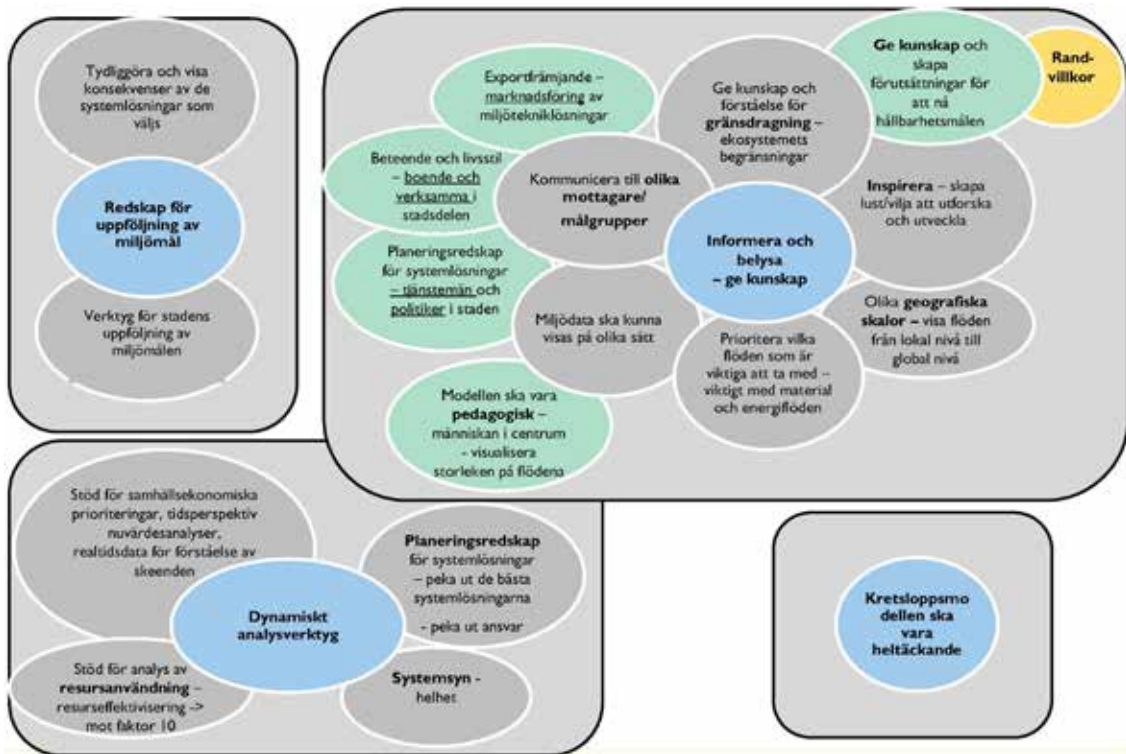 Tydliggöra och visa
konsekvenser av de
systemlösningar som
väljs
Redskap för
uppföljning av
miljömål
Verktyg för stadens
uppföljning av
miljömålen
Exportfrämjande –
marknadsföring av
miljötekniklösningar
Beteende och livsstil
– boende och
verksamma i
stadsdelen
Planeringsredskap
för systemlösningar
– tjänstemän och
politiker i staden
Modellen ska vara
pedagogisk –
människan i centrum
- visualisera
storleken på flödena
Kommunicera till olika
mottagare/
målgrupper
Miljödata ska kunna
visas på olika sätt
Ge kunskap och
förståelse för
gränsdragning –
ekosystemets
begränsningar
Informera och
belysa
– ge kunskap
Prioritera vilka
flöden som är
viktiga att ta med –
viktigt med material
och energiflöden
Ge kunskap och
skapa
förutsättningar för
att nå
hållbarhetsmålen
Rand-
villkor
Inspirera – skapa
lust/vilja att utforska
och utveckla
Olika geografiska
skalor – visa flöden
från lokal nivå till
global nivå
Stöd för samhällsekonomiska
prioriteringar, tidsperspektiv
nuvärdesanalyser,
realtidsdata för förståelse av
skeenden
Dynamiskt
analysverktyg
Planeringsredskap
för systemlösningar
– peka ut de bästa
systemlösningarna
- peka ut ansvar
Stöd för analys av
resursanvändning –
resurseffektivisering ->
mot faktor 10
Systemsyn -
helhet
Kretsloppsmo
dellen ska
vara
heltäckande